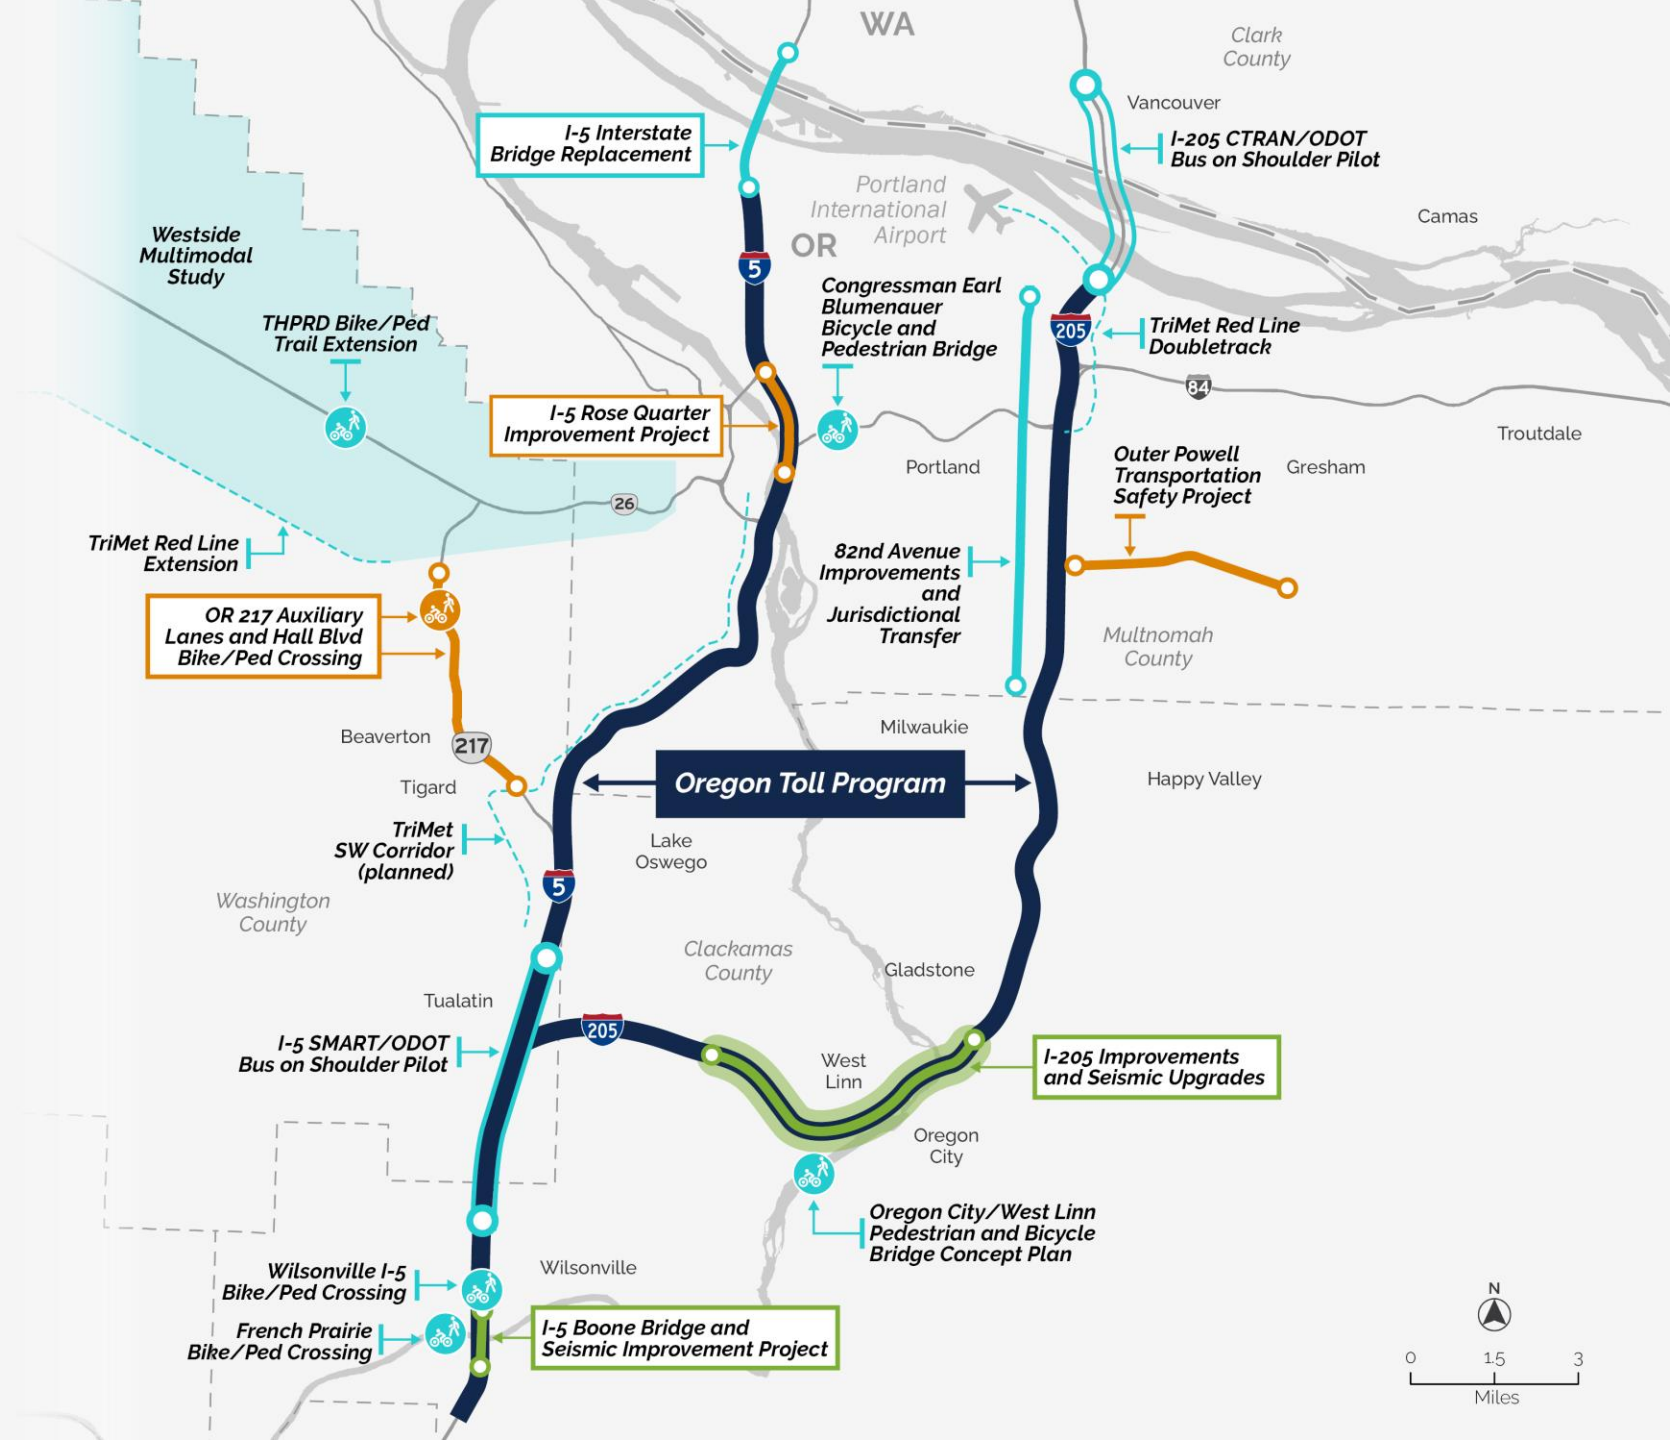 WA
Clark
County
Vancouver
I-5 Interstate
Bridge Replacement
I-205 CTRAN/ODOT
Bus on Shoulder Pilot
Portland
International
Airport
OR
Camas
Westside
Multimodal
Study
5
Congressman Earl
Blumenauer
Bicycle and
Pedestrian Bridge
THPRD Bike/Ped
Trail Extension
205
TriMet Red Line
Doubletrack
84
I-5 Rose Quarter
Improvement Project
Troutdale
Portland
Outer Powell
Transportation
Safety Project
Gresham
26
TriMet Red Line
Extension
82nd Avenue
Improvements
and
Jurisdictional
Transfer
OR 217 Auxiliary
Lanes and Hall Blvd
Bike/Ped Crossing
Multnomah
County
Beaverton
217
Milwaukie
Tigard
Oregon Toll Program
Happy Valley
TriMet
SW Corridor
(planned)
Lake
Oswego
5
Washington
County
Clackamas
County
Gladstone
Tualatin
205
I-5 SMART/ODOT
Bus on Shoulder Pilot
West
Linn
I-205 Improvements
and Seismic Upgrades
Oregon
City
Oregon City/West Linn
Pedestrian and Bicycle
Bridge Concept Plan
Wilsonville I-5
Bike/Ped Crossing
Wilsonville
French Prairie
Bike/Ped Crossing
I-5 Boone Bridge and
Seismic Improvement Project
N
0 1.5 3
Miles